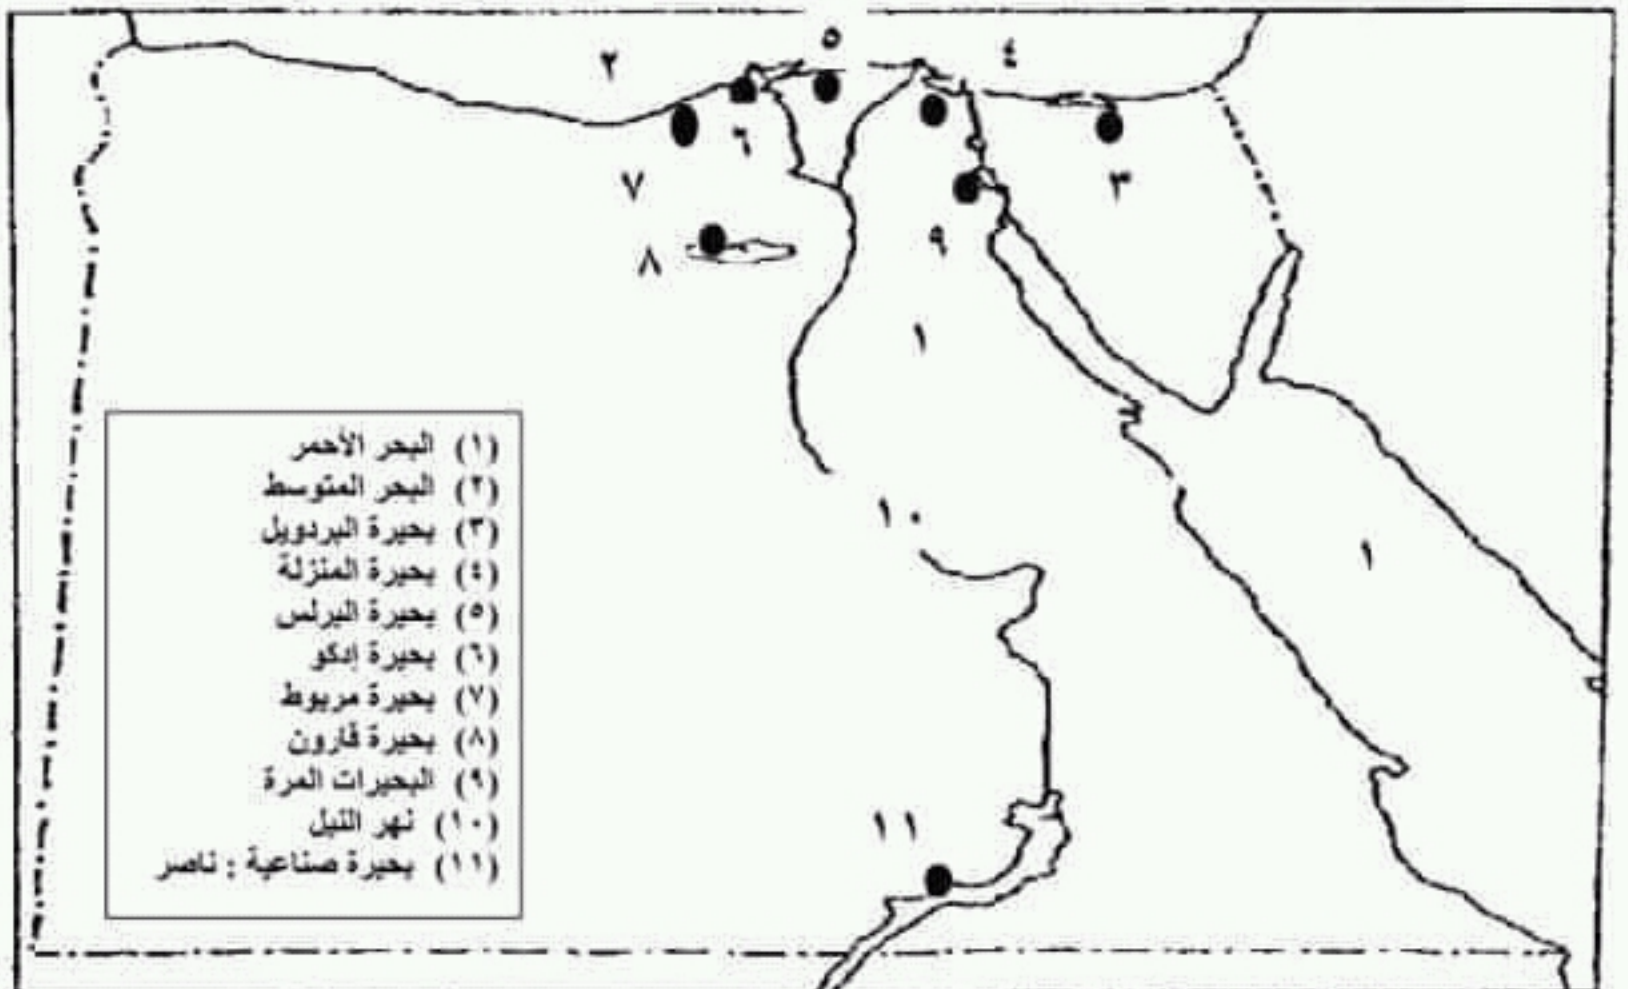 ٥
٤
٢
٦
٧
٣
٩
٨
١
١٠
١
١١
(١) البحر الأحمر
(٢) البحر المتوسط
(٣) بحيرة البردويل
(٤) بحيرة المنزلة
(٥) بحيرة البرلس
(٦) بحيرة إدكو
(٧) بحيرة مريوط
(٨) بحيرة قارون
(٩) البحيرات المرة
(١٠) نهر النيل
(١١) بحيرة صناعية : ناصر